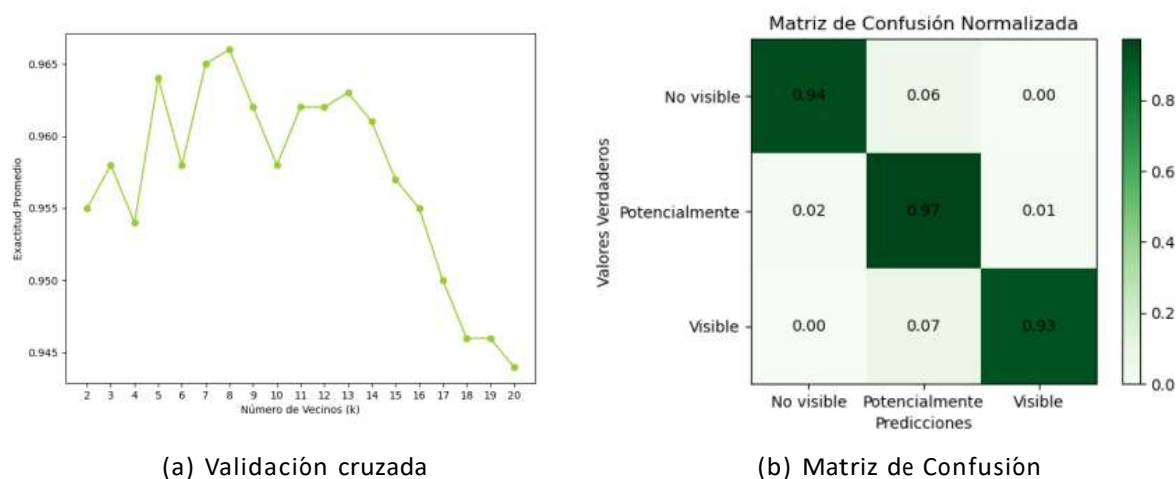 0.965
0.960
0.955
0.950
0.945
Exactitud Promedio
2 3 4 5 6 7 8 9 10 11 12 13 14 15 16 17 18 19 20
Número de Vecinos (k)
(a) Validación cruzada
Matriz de Confusión Normalizada
Valores Verdaderos
No visible 0.94 0.06 0.00
Potencialmente 0.02 0.97 0.01
Visible 0.00 0.07 0.93
No visible Potencialmente Visible
Predicciones
0.8
0.6
0.4
0.2
0.0
(b) Matriz de Confusión